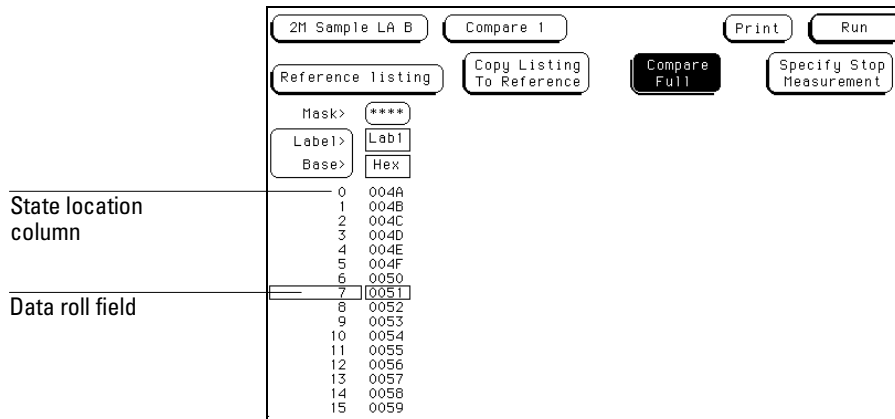 2M Sample LA B Compare 1 Print Run
Reference listing Copy Listing To Reference Compare Full Specify Stop Measurement
Mask> ****
Label> Lab1
Base> Hex
State location column
0 004A
1 004B
2 004C
3 004D
4 004E
5 004F
6 0050
Data roll field
7 0051
8 0052
9 0053
10 0054
11 0055
12 0056
13 0057
14 0058
15 0059